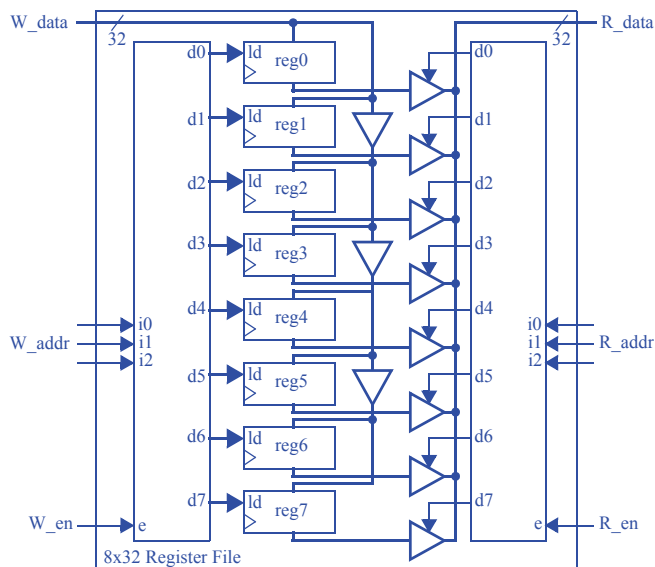 W_data
R_data
32
32
d0
ld
reg0
d0
d1
ld
reg1
d1
d2
ld
reg2
d2
d3
ld
reg3
d3
d4
ld
reg4
d4
i0
i0
W_addr
i1
i1
R_addr
i2
i2
d5
ld
reg5
d5
d6
ld
reg6
d6
d7
ld
reg7
d7
W_en
e
e
R_en
8x32 Register File